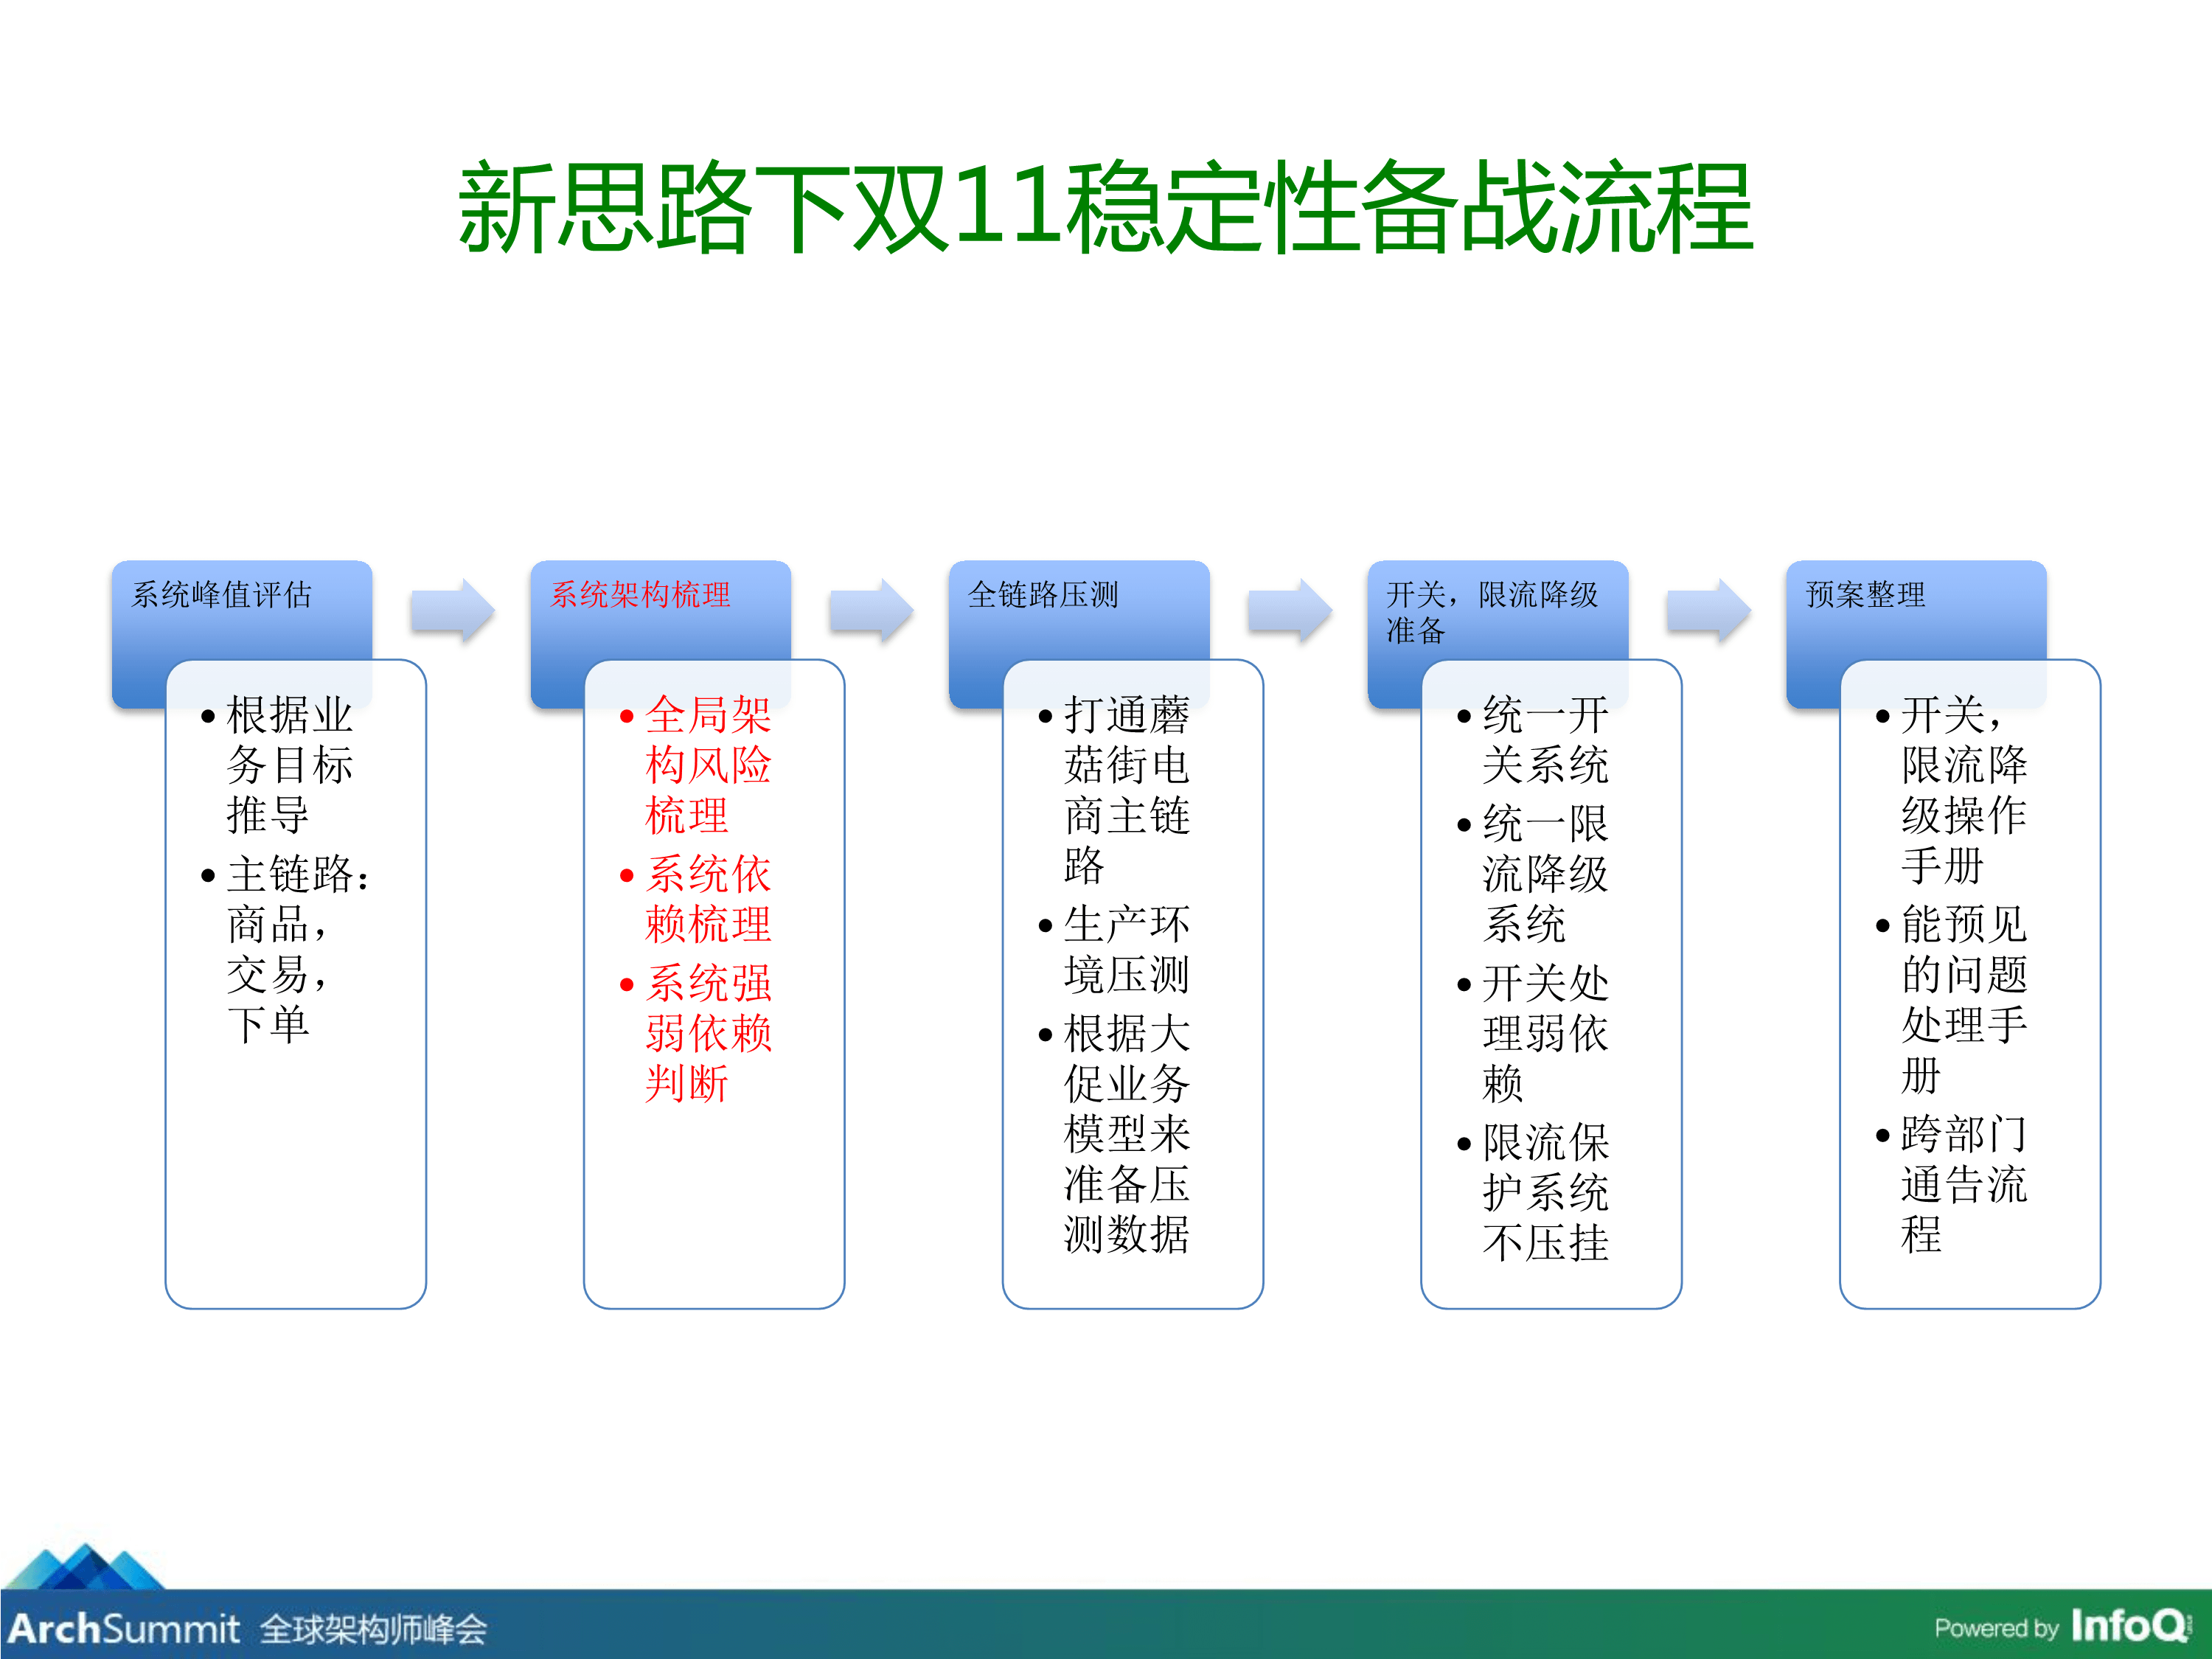 新思路下双11稳定性备战流程
系统峰值评估
• 根据业
务目标
推导
• 主链路：
商品，
交易，
下单
系统架构梳理
• 全局架
构风险
梳理
• 系统依
赖梳理
• 系统强
弱依赖
判断
全链路压测
• 打通蘑
菇街电
商主链
路
• 生产环
境压测
• 根据大
促业务
模型来
准备压
测数据
开关，限流降级
准备
• 统一开
关系统
• 统一限
流降级
系统
• 开关处
理弱依
赖
• 限流保
护系统
不压挂
预案整理
• 开关，
限流降
级操作
手册
• 能预见
的问题
处理手
册
• 跨部门
通告流
程
ArchSummit 全球架构师峰会
Powered by InfoQ